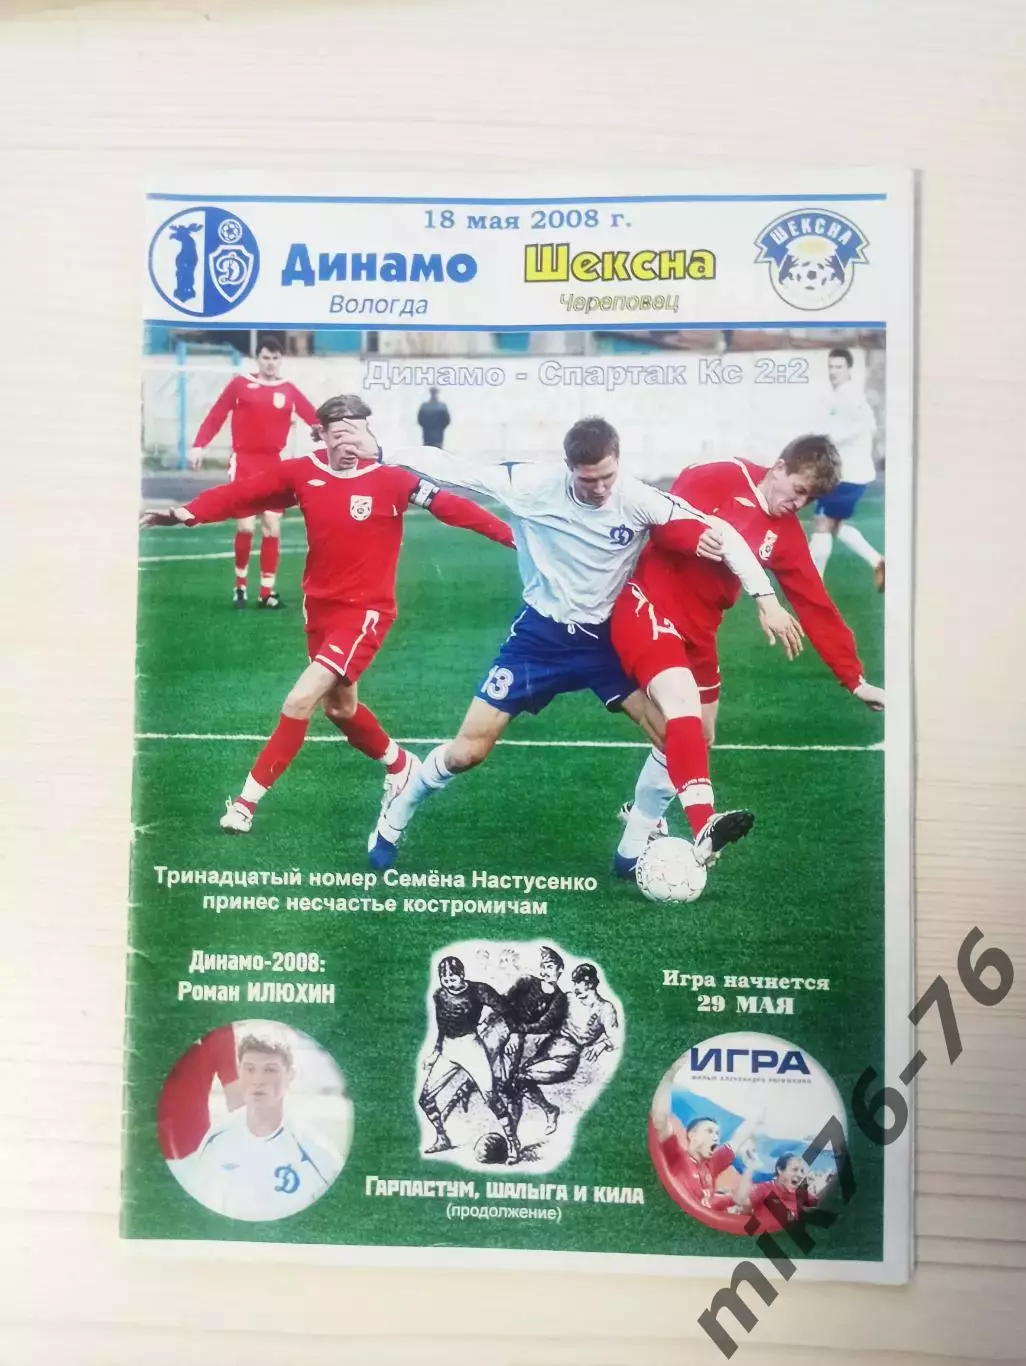 18 мая 2008 г.
Динамо
Вологда
Шексна
Череповец
ШЕКСНА
Д
Динамо - Спартак Кс 2:2
13
Тринадцатый номер Семёна Настусенко
принес несчастье костромичам
Динамо-2008:
Роман ИЛЮХИН
Игра начнется
29 МАЯ
ИГРА
Гарпастум, шалыга и кила
(продолжение)
mik76-76